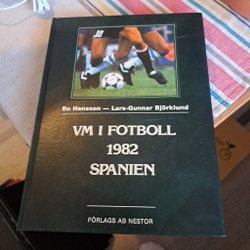 Bo Hansson — Lars-Gunnar Björklund
VM I FOTBOLL
1982
SPANIEN
FÖRLAGS AB NESTOR